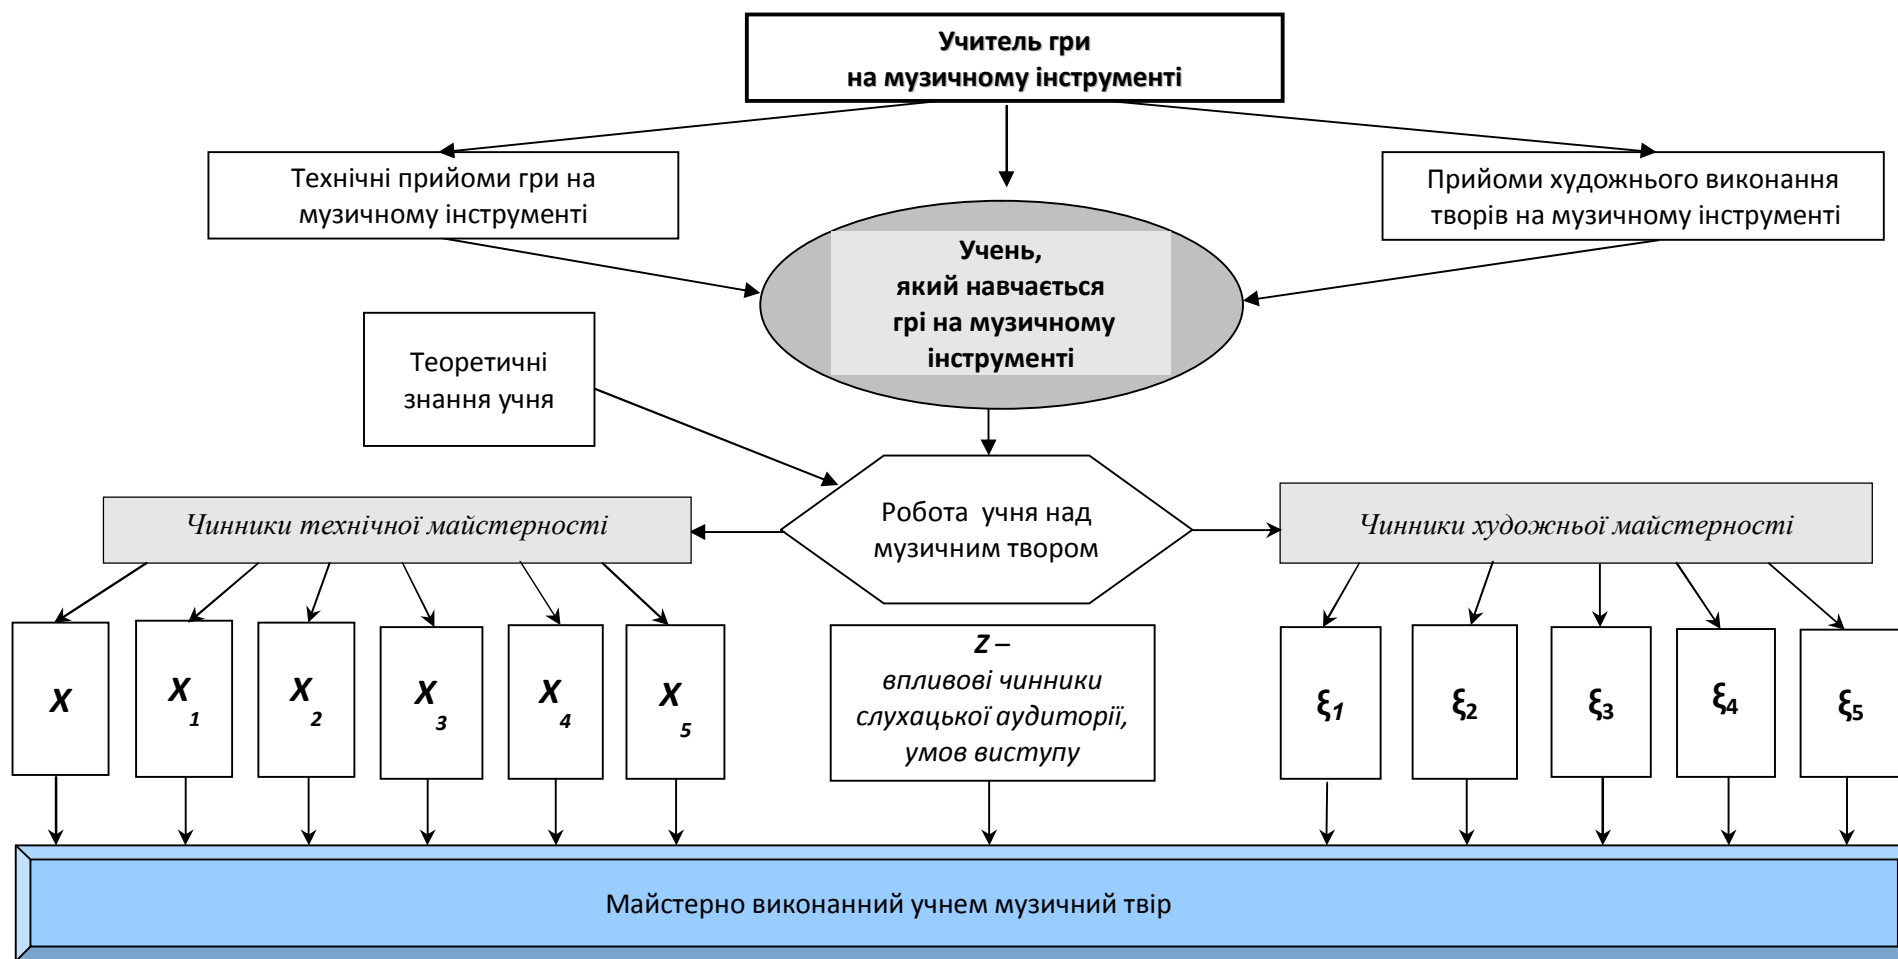 Учитель гри
на музичному інструменті
Технічні прийоми гри на
музичному інструменті
Прийоми художнього виконання
творів на музичному інструменті
Учень,
який навчається
грі на музичному
інструменті
Теоретичні
знання учня
Робота учня над
музичним твором
Чинники технічної майстерності
Чинники художньої майстерності
X
X1
X2
X3
X4
X5
Z –
впливові чинники
слухацької аудиторії,
умов виступу
ξ1
ξ2
ξ3
ξ4
ξ5
Майстерно виконанний учнем музичний твір